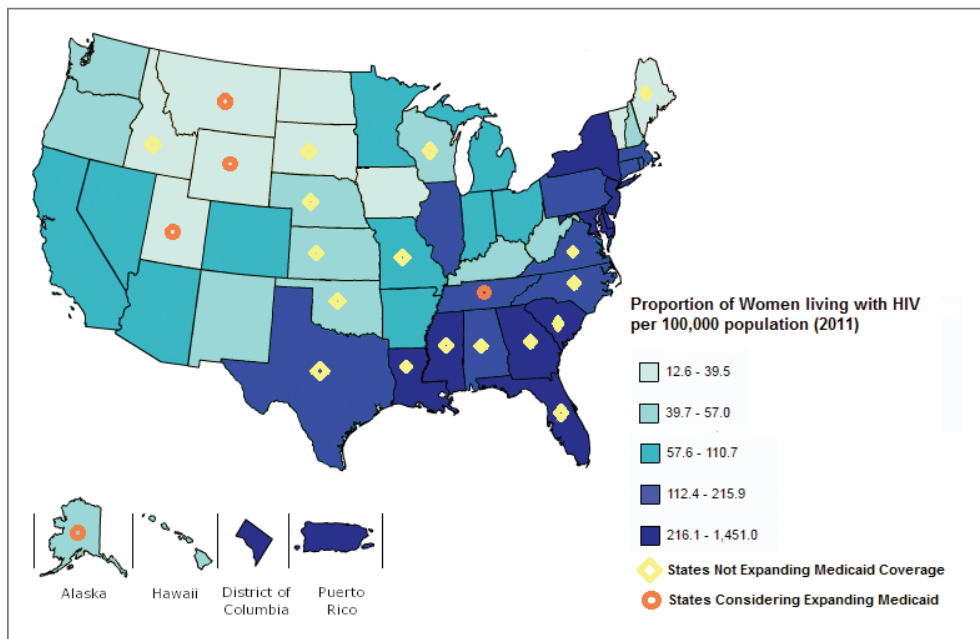 Proportion of Women living with HIV
per 100,000 population (2011)
12.6 - 39.5
39.7 - 57.0
57.6 - 110.7
112.4 - 215.9
216.1 - 1,451.0
States Not Expanding Medicaid Coverage
States Considering Expanding Medicaid
Alaska
Hawaii
District of
Columbia
Puerto
Rico